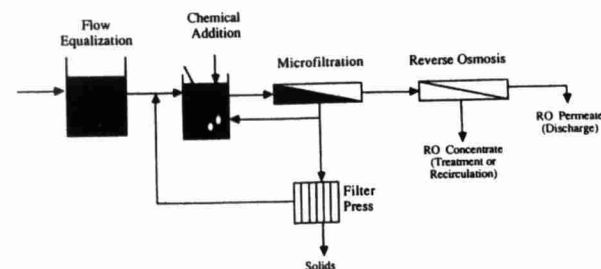 Flow
Equalization
Chemical
Addition
Microfiltration
Reverse Osmosis
RO Permeate
(Discharge)
RO Concentrate
(Treatment or
Recirculation)
Filter
Press
Solids